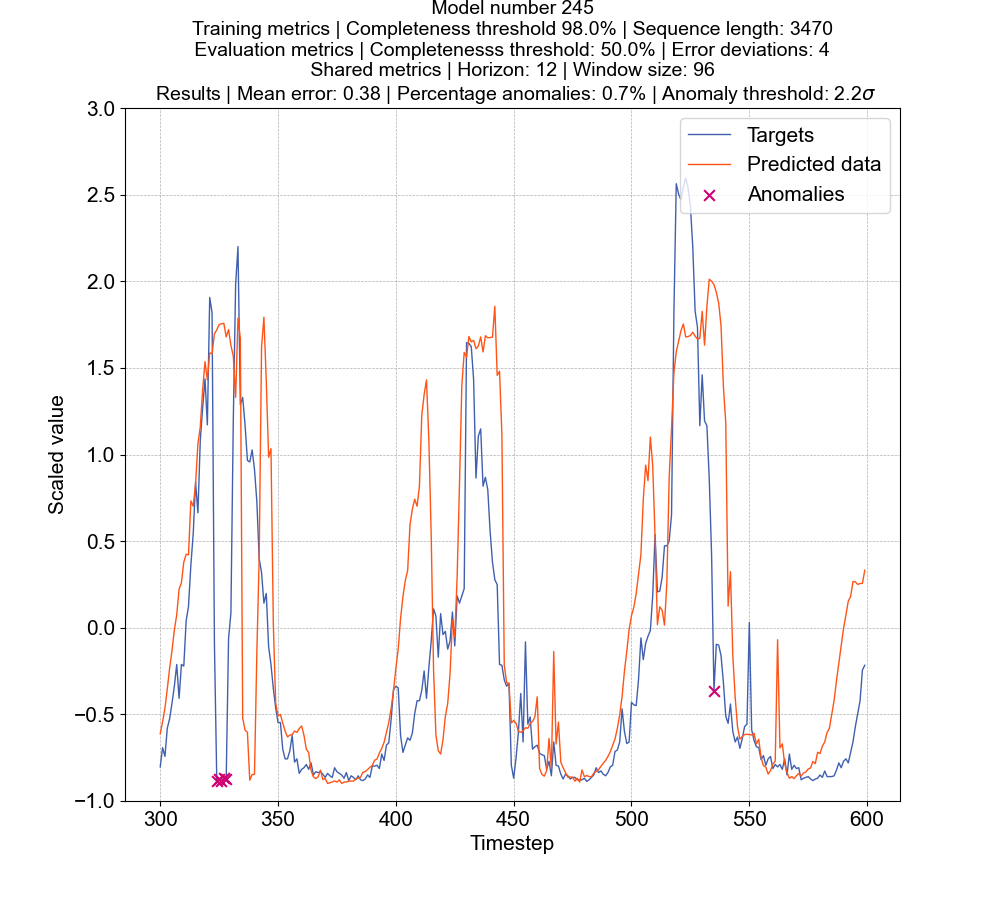 Model number 245
Training metrics | Completeness threshold 98.0% | Sequence length: 3470
Evaluation metrics | Completenesss threshold: 50.0% | Error deviations: 4
Shared metrics | Horizon: 12 | Window size: 96
Results | Mean error: 0.38 | Percentage anomalies: 0.7% | Anomaly threshold: 2.2σ
3.0
Targets
Predicted data
Anomalies
2.5
2.0
1.5
1.0
0.5
0.0
−0.5
−1.0
Scaled value
300 350 400 450 500 550 600
Timestep